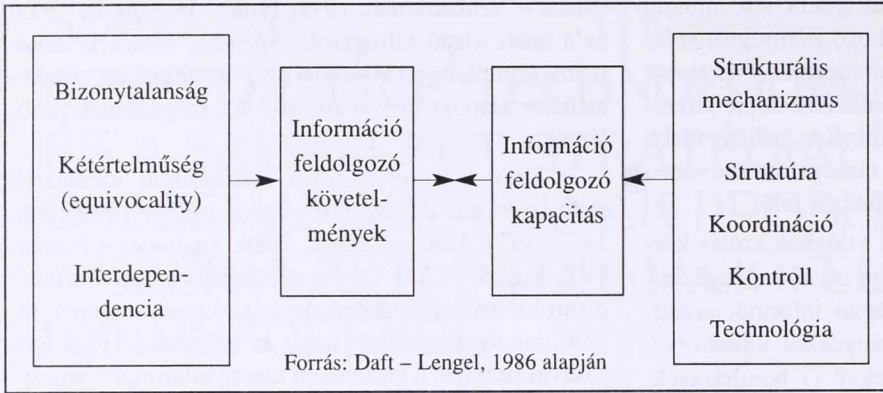 Bizonytalanság
Kétértelműség
(equivocality)
Interdepen-
dencia
Információ
feldolgozó
követel-
mények
Információ
feldolgozó
kapacitás
Strukturális
mechanizmus
Struktúra
Koordináció
Kontroll
Technológia
Forrás: Daft – Lengel, 1986 alapján